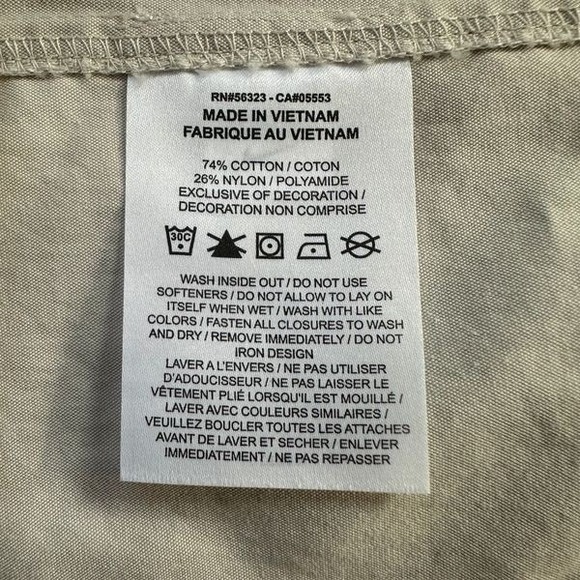 RN#56323 - CA#05553
MADE IN VIETNAM
FABRIQUE AU VIETNAM
74% COTTON / COTON
26% NYLON / POLYAMIDE
EXCLUSIVE OF DECORATION /
DECORATION NON COMPRISE
30C
WASH INSIDE OUT / DO NOT USE
SOFTENERS / DO NOT ALLOW TO LAY ON
ITSELF WHEN WET / WASH WITH LIKE
COLORS / FASTEN ALL CLOSURES TO WASH
AND DRY / REMOVE IMMEDIATELY / DO NOT
IRON DESIGN
LAVER A L'ENVERS / NE PAS UTILISER
D'ADOUCISEUR / NE PAS LAISSER LE
VÊTEMENT PLIÉ LORSQU'IL EST MOUILLÉ /
LAVER AVEC COULEURS SIMILAIRES /
VEUILLEZ BOUCLER TOUTES LES ATTACHES
AVANT DE LAVER ET SECHER / ENLEVER
IMMEDIATEMENT / NE PAS REPASSER